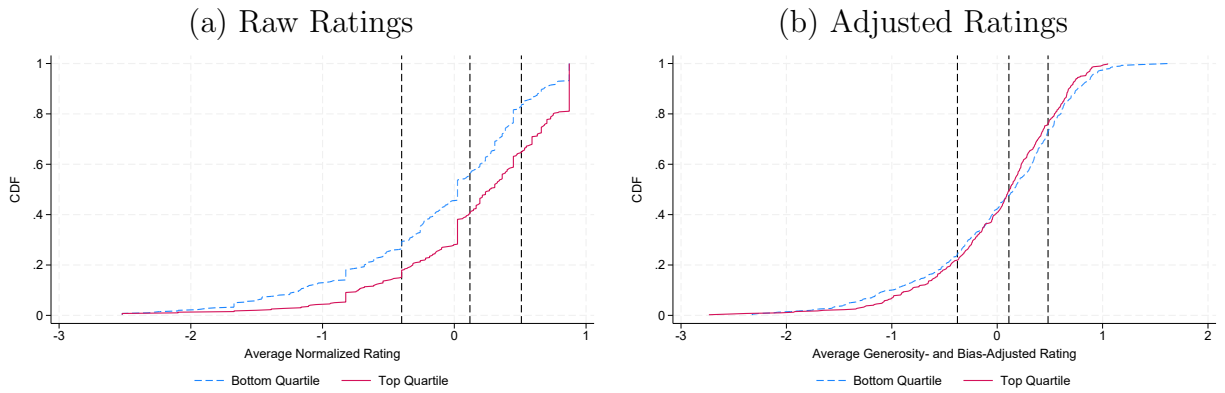 (a) Raw Ratings
1
.8
.6
.4
.2
0
CDF
-3
-2
-1
0
1
Average Normalized Rating
Bottom Quartile
Top Quartile
(b) Adjusted Ratings
1
.8
.6
.4
.2
0
CDF
-3
-2
-1
0
1
2
Average Generosity- and Bias-Adjusted Rating
Bottom Quartile
Top Quartile